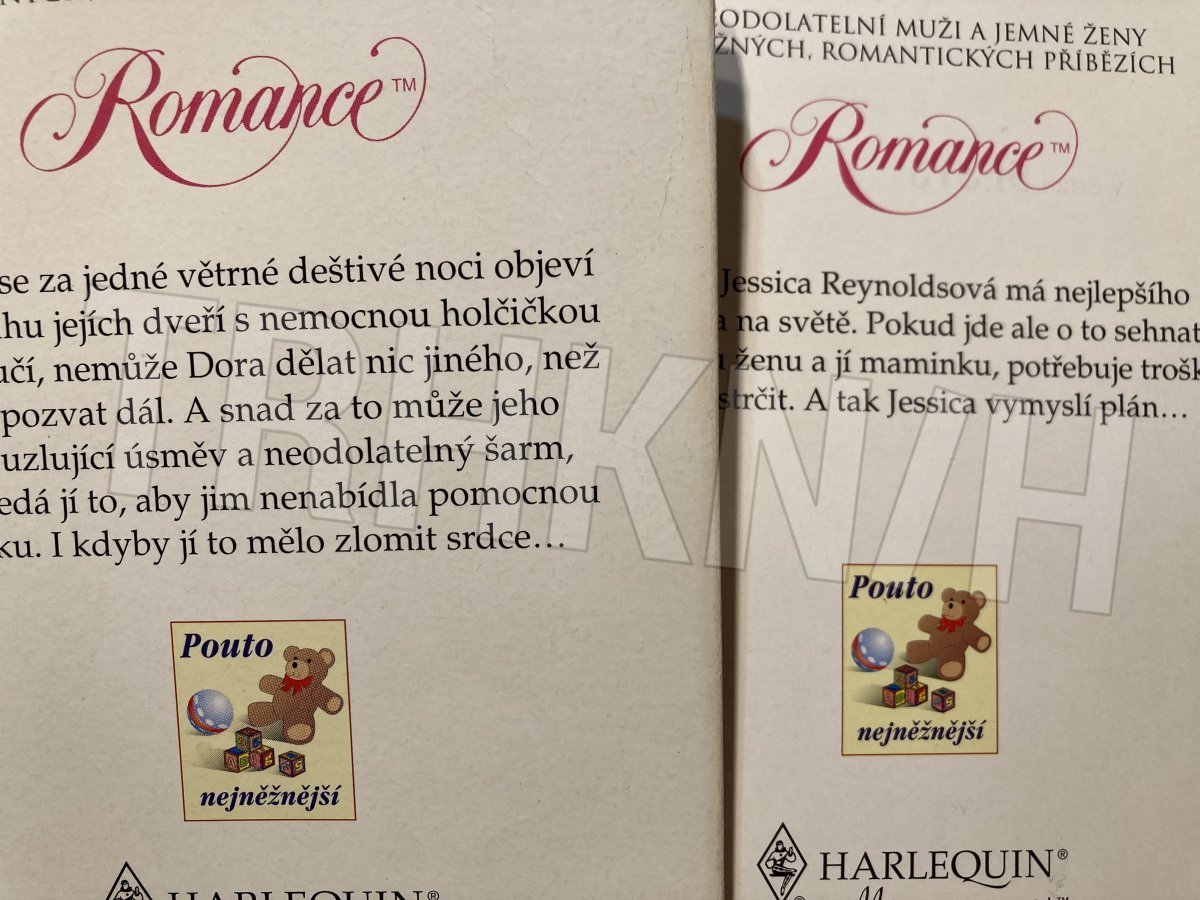 Romance™
se za jedné větrné deštivé noci objeví
jejích dveří s nemocnou holčičkou
nemůže Dora dělat nic jiného, než
pozvat dál. A snad za to může jeho
uzlující úsměv a neodolatelný šarm,
edá jí to, aby jim nenabídla pomocnou
ku. I kdyby jí to mělo zlomit srdce…
Pouto
nejněžnější
HARLEQUIN®
ODOLATELNÍ MUŽI A JEMNÉ ŽENY
ŽNÝCH, ROMANTICKÝCH PŘÍBĚZÍCH
Romance™
Jessica Reynoldsová má nejlepšího
na světě. Pokud jde ale o to sehnat
ženu a jí maminku, potřebuje trošk
strčit. A tak Jessica vymyslí plán…
Pouto
nejněžnější
HARLEQUIN®
TRHKNIH